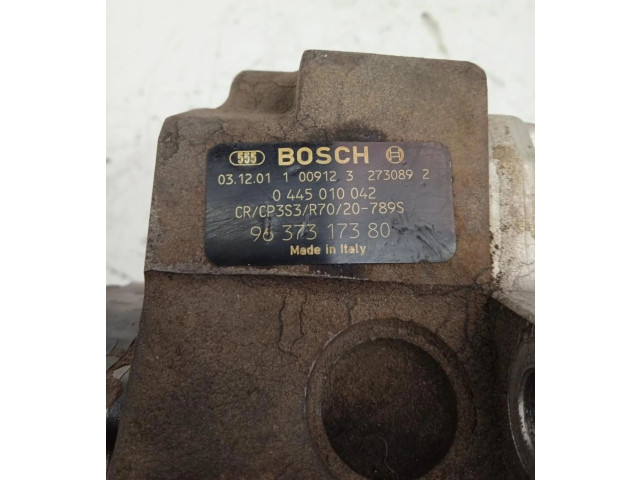 555 BOSCH
03.12.01 1 00912 3 273089 2
0 445 010 042
CR/CP3S3/R70/20-789S
96 373 173 80
Made in Italy